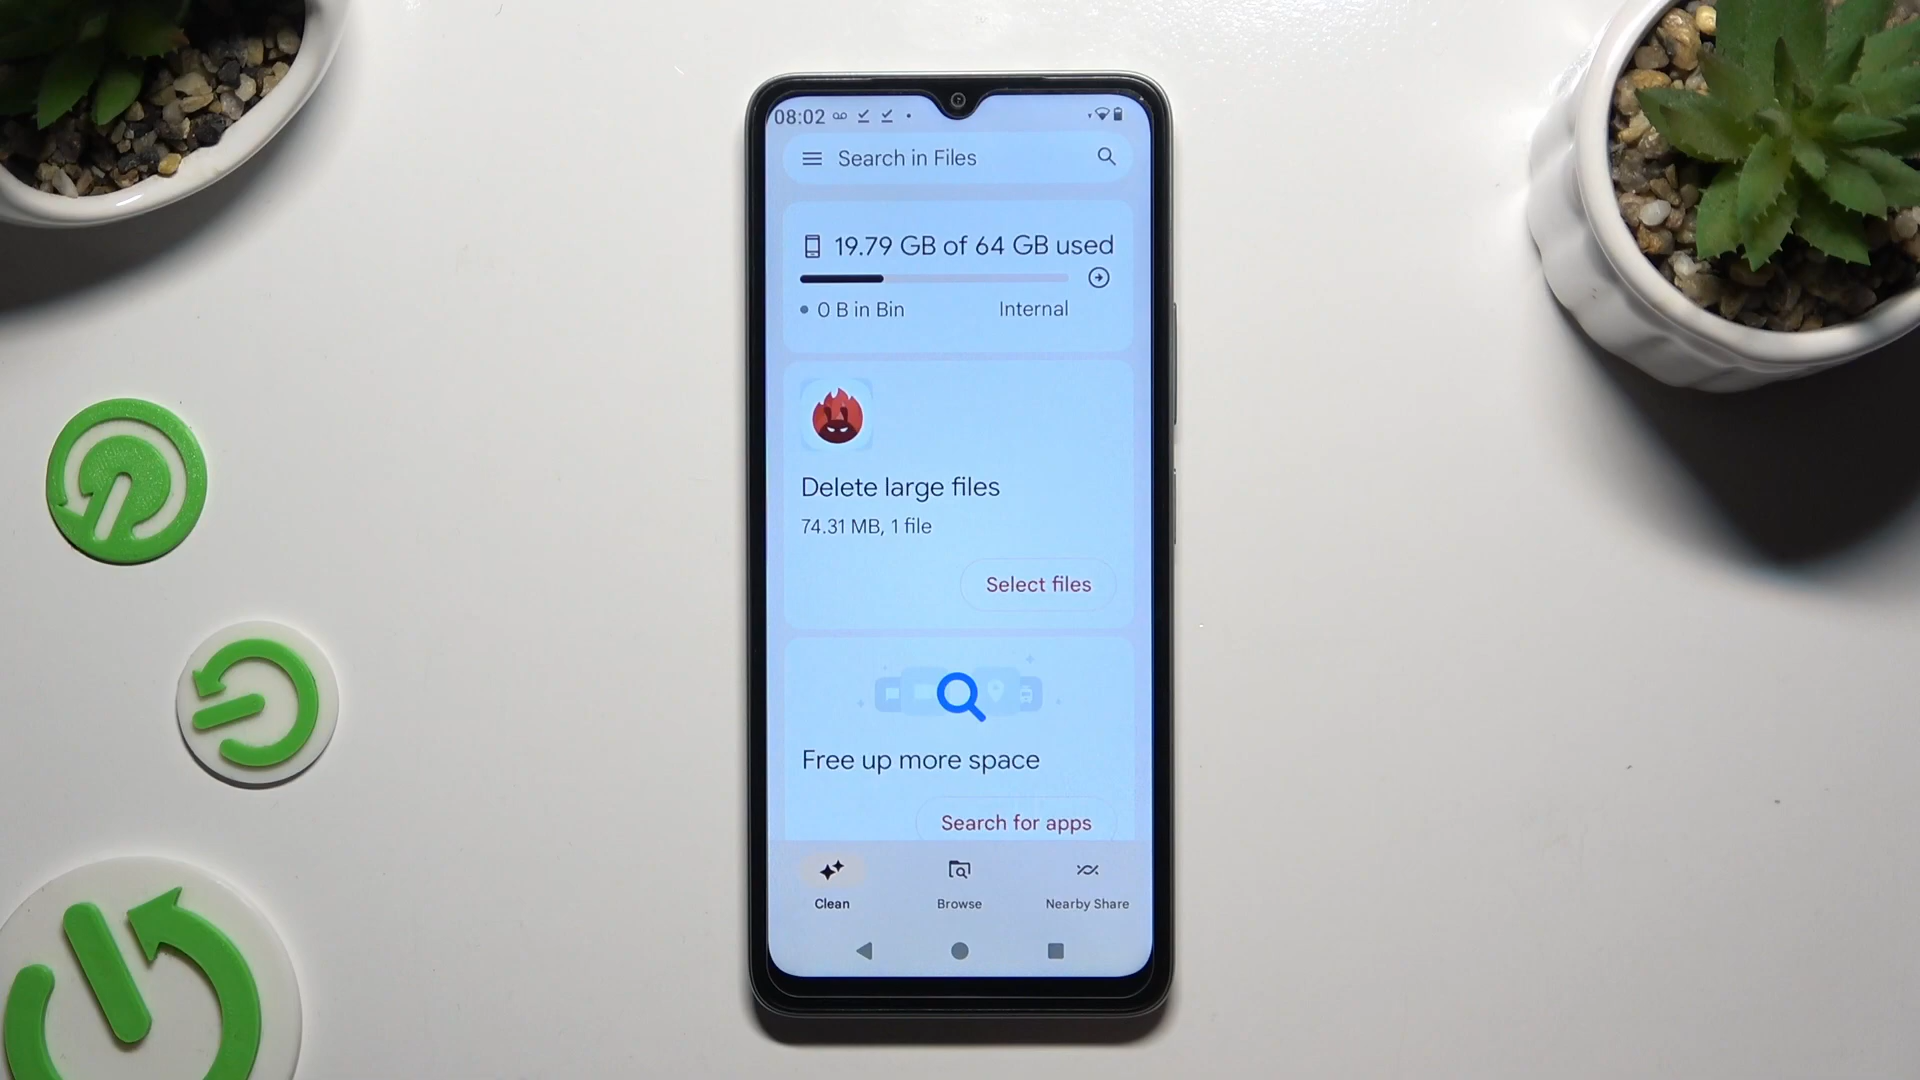 08:02
Search in Files
19.79 GB of 64 GB used
0 B in Bin
Internal
Delete large files
74.31 MB, 1 file
Select files
Free up more space
Search for apps
Clean
Browse
Nearby Share